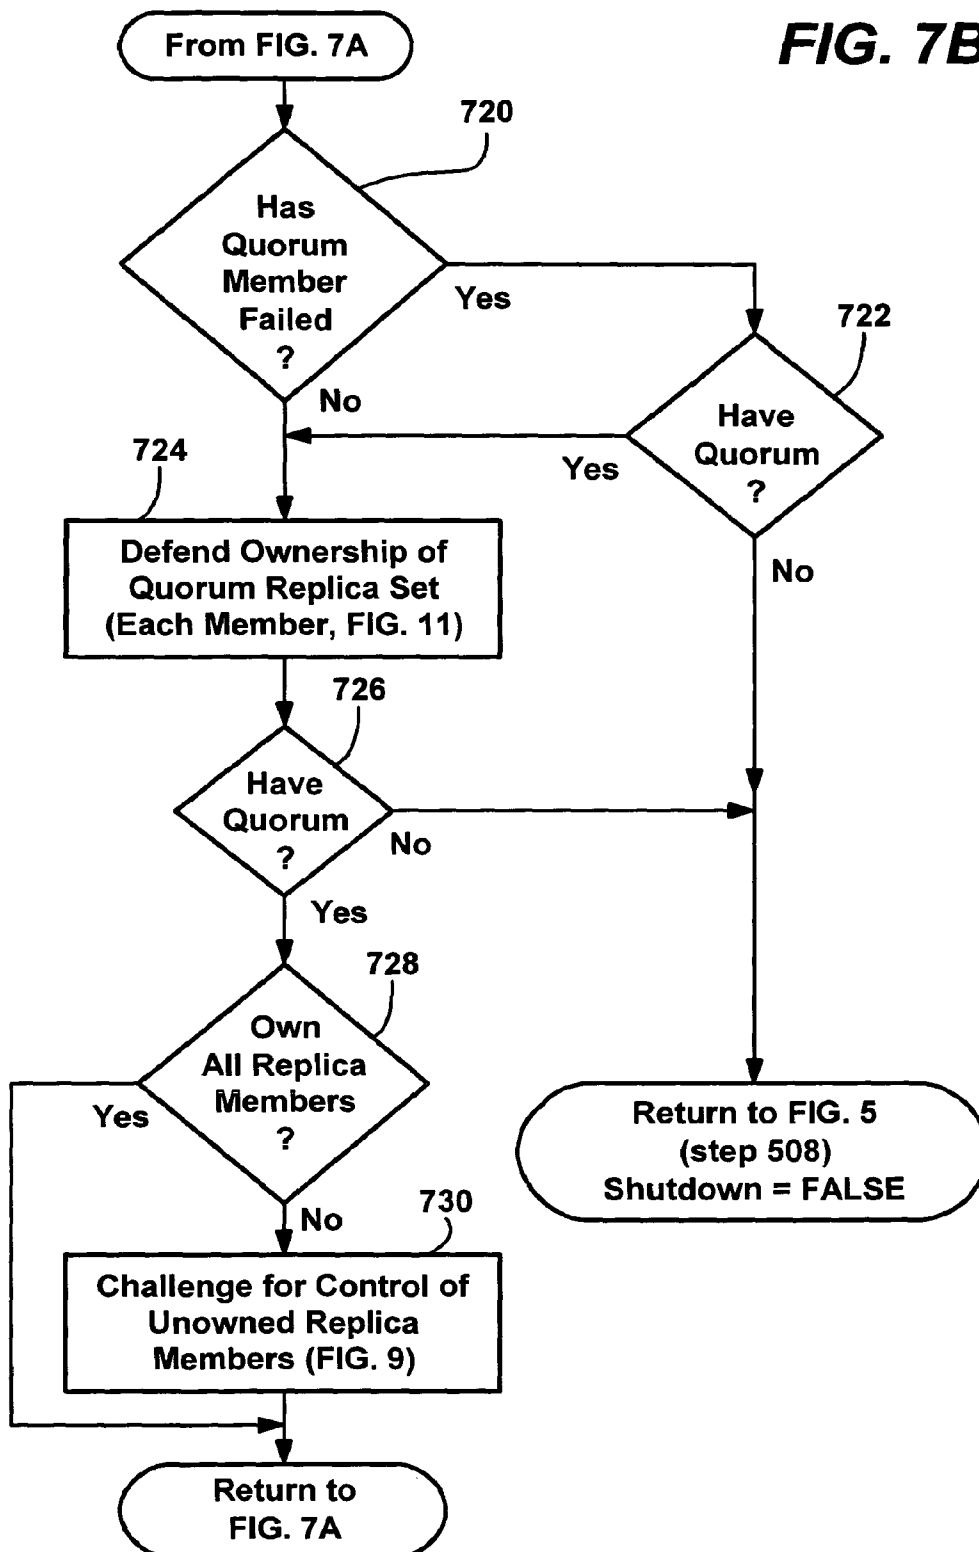 FIG. 7B
From FIG. 7A
720
Has
Quorum
Member
Failed
?
Yes
No
722
Have
Quorum
?
Yes
No
724
Defend Ownership of
Quorum Replica Set
(Each Member, FIG. 11)
726
Have
Quorum
?
No
Yes
728
Own
All Replica
Members
?
Yes
No
Return to FIG. 5
(step 508)
Shutdown = FALSE
730
Challenge for Control of
Unowned Replica
Members (FIG. 9)
Return to
FIG. 7A